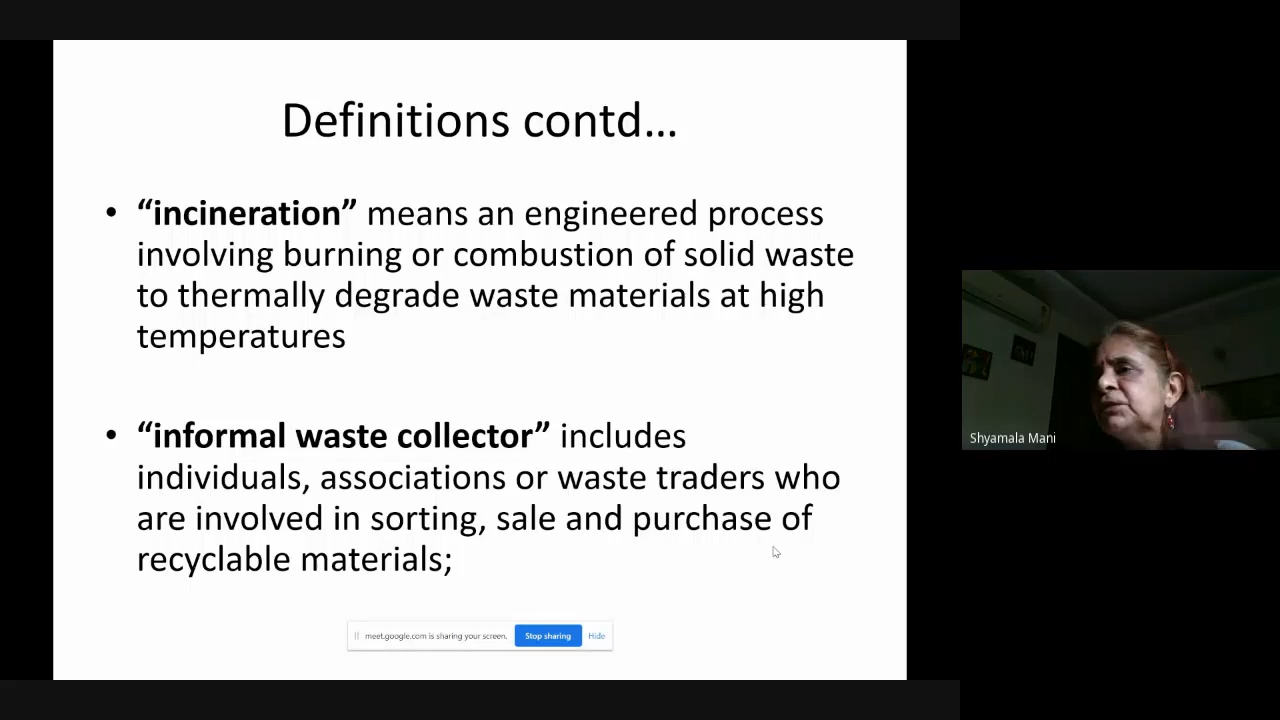 Definitions contd...
• “incineration” means an engineered process
involving burning or combustion of solid waste
to thermally degrade waste materials at high
temperatures
• “informal waste collector” includes
individuals, associations or waste traders who
are involved in sorting, sale and purchase of
recyclable materials;
meet.google.com is sharing your screen. Stop sharing Hide
Shyamala Mani